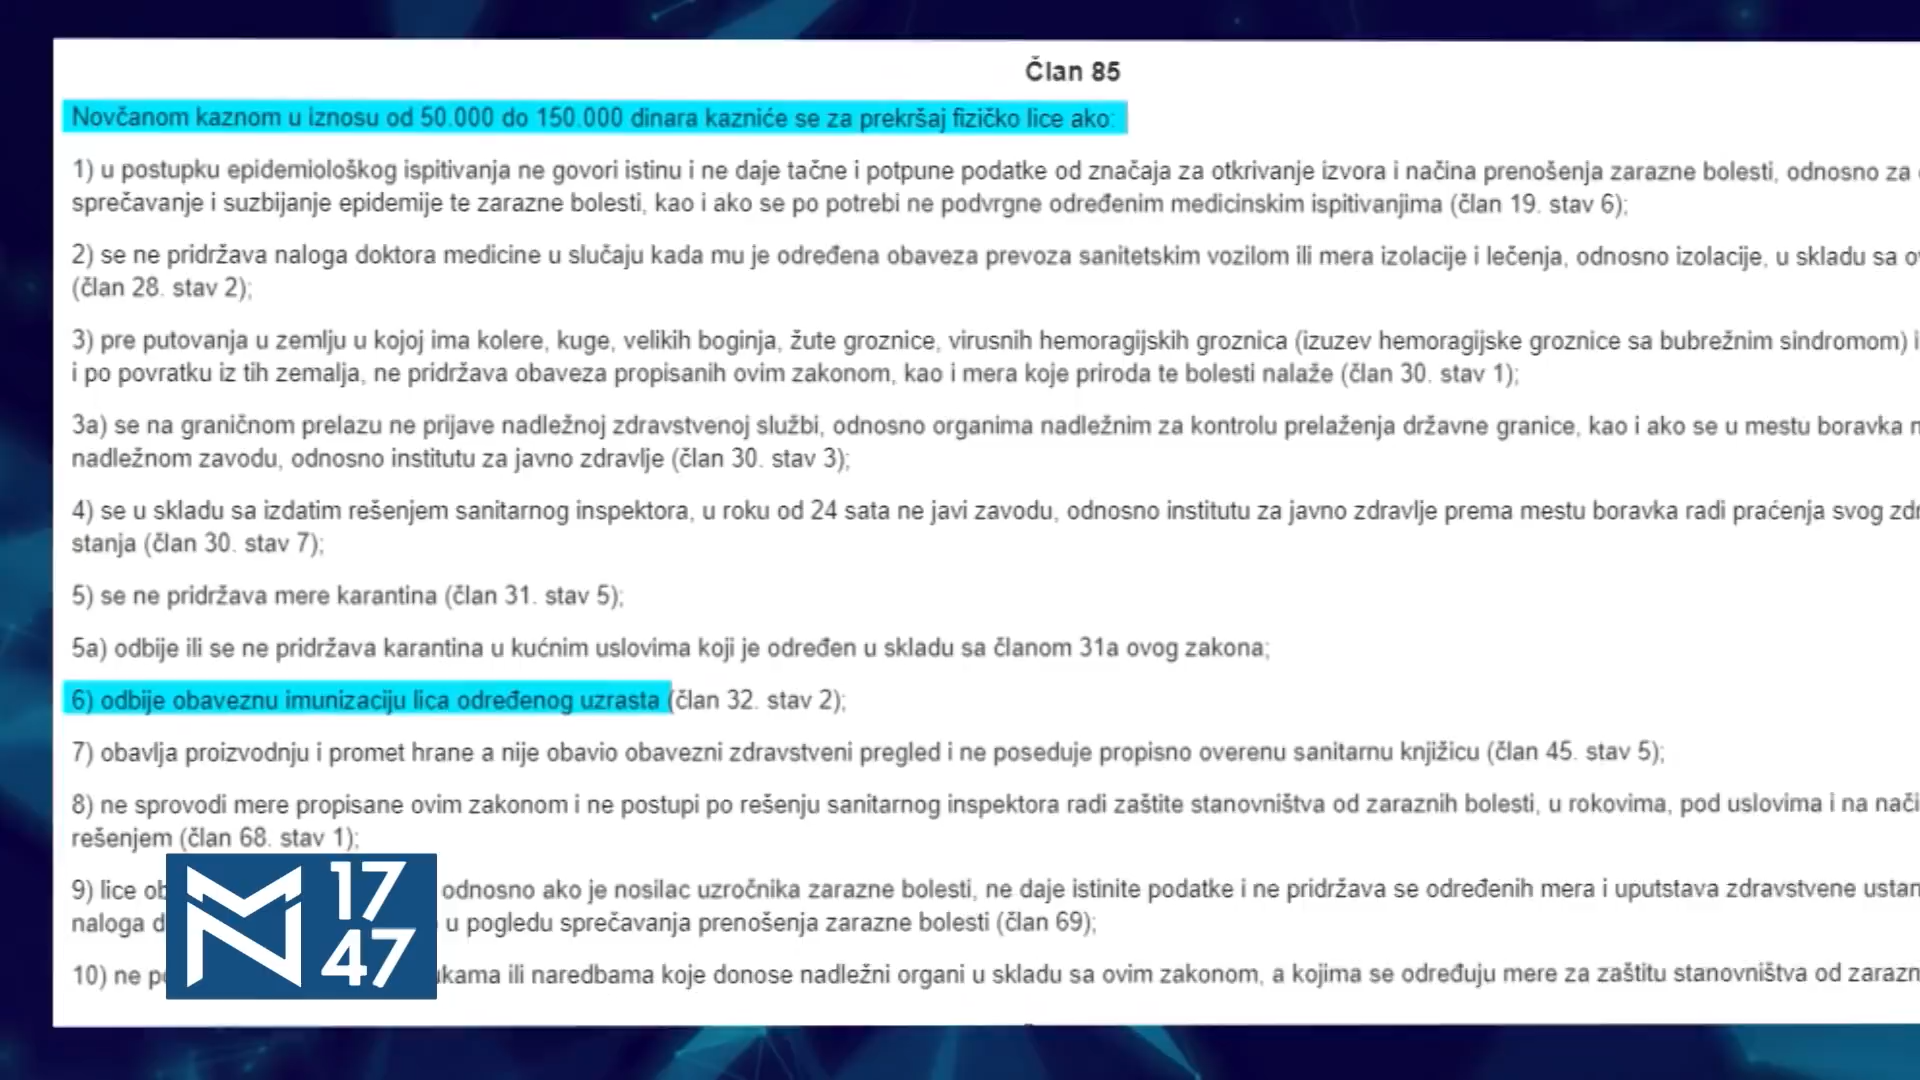 Član 85
Novčanom kaznom u iznosu od 50.000 do 150.000 dinara kazniće se za prekršaj fizičko lice ako:
1) u postupku epidemiološkog ispitivanja ne govori istinu i ne daje tačne i potpune podatke od značaja za otkrivanje izvora i načina prenošenja zarazne bolesti, odnosno za
sprečavanje i suzbijanje epidemije te zarazne bolesti, kao i ako se po potrebi ne podvrgne određenim medicinskim ispitivanjima (član 19. stav 6);
2) se ne pridržava naloga doktora medicine u slučaju kada mu je određena obaveza prevoza sanitetskim vozilom ili mera izolacije i lečenja, odnosno izolacije, u skladu sa
(član 28. stav 2);
3) pre putovanja u zemlju u kojoj ima kolere, kuge, velikih boginja, žute groznice, virusnih hemoragijskih groznica (izuzev hemoragijske groznice sa bubrežnim sindromom)
i po povratku iz tih zemalja, ne pridržava obaveza propisanih ovim zakonom, kao i mera koje priroda te bolesti nalaže (član 30. stav 1);
3a) se na graničnom prelazu ne prijave nadležnoj zdravstvenoj službi, odnosno organima nadležnim za kontrolu prelaženja državne granice, kao i ako se u mestu boravka
nadležnom zavodu, odnosno institutu za javno zdravlje (član 30. stav 3);
4) se u skladu sa izdatim rešenjem sanitarnog inspektora, u roku od 24 sata ne javi zavodu, odnosno institutu za javno zdravlje prema mestu boravka radi praćenja svog zdr
stanja (član 30. stav 7);
5) se ne pridržava mere karantina (član 31. stav 5);
5a) odbije ili se ne pridržava karantina u kućnim uslovima koji je određen u skladu sa članom 31a ovog zakona;
6) odbije obaveznu imunizaciju lica određenog uzrasta (član 32. stav 2);
7) obavlja proizvodnju i promet hrane a nije obavio obavezni zdravstveni pregled i ne poseduje propisno overenu sanitarnu knjižicu (član 45. stav 5);
8) ne sprovodi mere propisane ovim zakonom i ne postupi po rešenju sanitarnog inspektora radi zaštite stanovništva od zaraznih bolesti, u rokovima, pod uslovima i na nači
rešenjem (član 68. stav 1);
9) lice ob odnosno ako je nosilac uzročnika zarazne bolesti, ne daje istinite podatke i ne pridržava se određenih mera i uputstava zdravstvene ustan
naloga d u pogledu sprečavanja prenošenja zarazne bolesti (član 69);
10) ne p kama ili naredbama koje donose nadležni organi u skladu sa ovim zakonom, a kojima se određuju mere za zaštitu stanovništva od zarazn
17
47